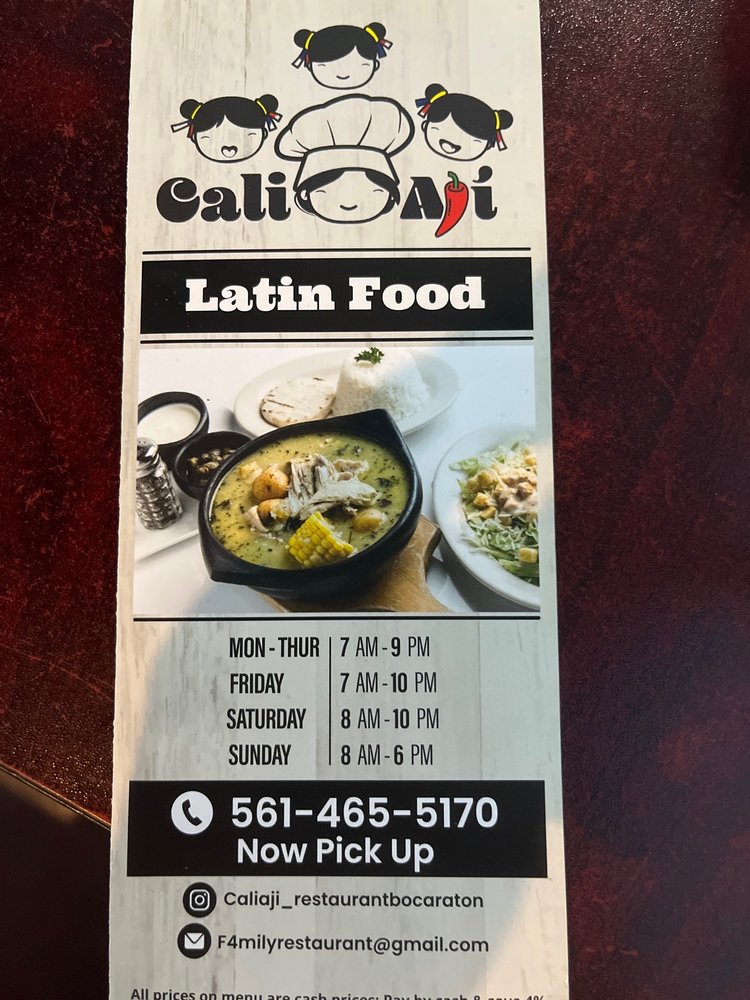 Cali Ají
Latin Food
MON - THUR 7 AM - 9 PM
FRIDAY 7 AM - 10 PM
SATURDAY 8 AM - 10 PM
SUNDAY 8 AM - 6 PM
561-465-5170
Now Pick Up
Caliaji_restaurantbocaraton
F4milyrestaurant@gmail.com
All prices on menu are cash prices: Pay by cash & save 4%